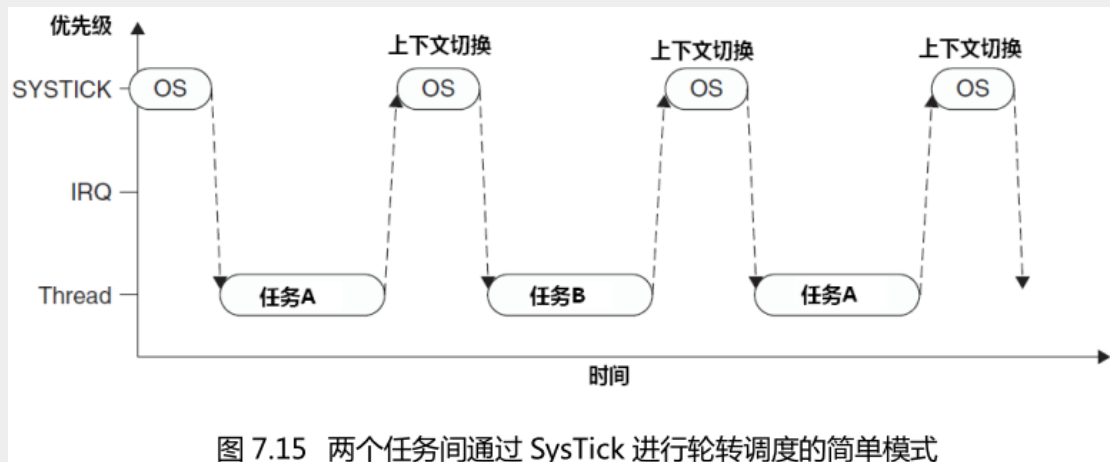 优先级
上下文切换 上下文切换 上下文切换
SYSTICK OS OS OS OS
IRQ
Thread 任务A 任务B 任务A
时间
图 7.15 两个任务间通过 SysTick 进行轮转调度的简单模式